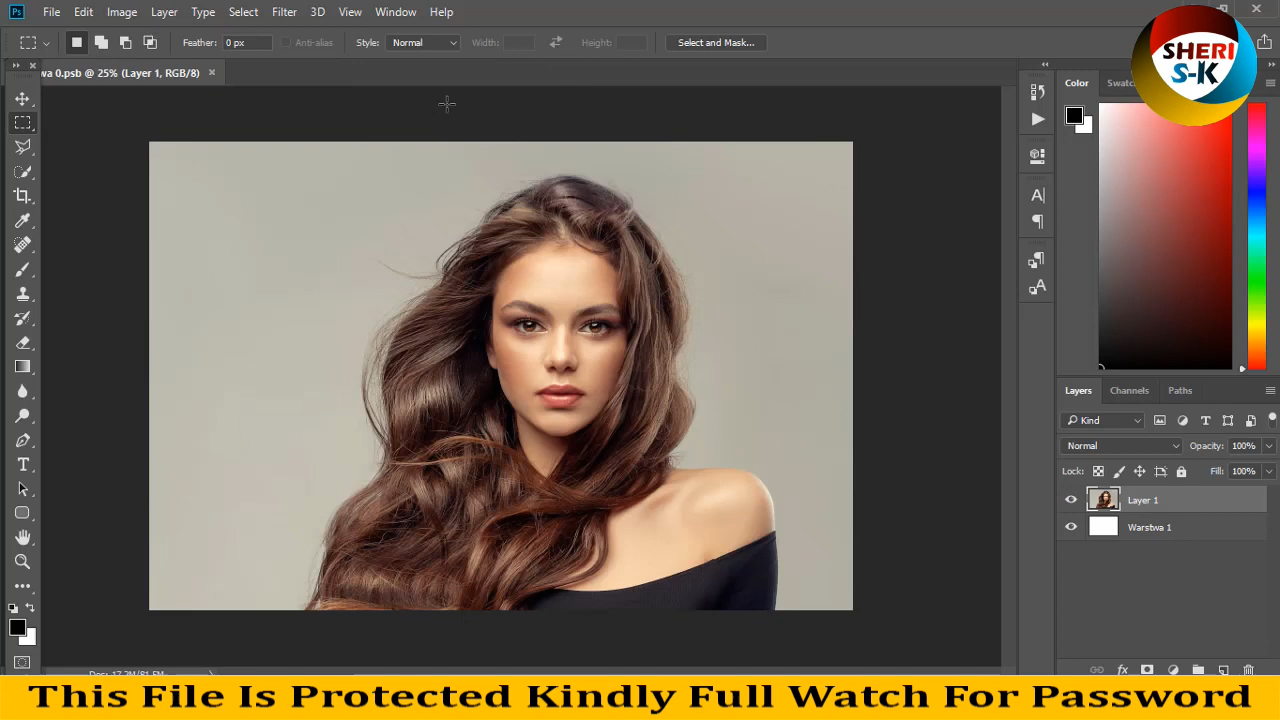 Ps File Edit Image Layer Type Select Filter 3D View Window Help
Feather: 0 px Anti-alias Style: Normal Width: Height: Select and Mask...
wa 0.psb @ 25% (Layer 1, RGB/8) ×
SHERI
S-K
Color Swatc
Layers Channels Paths
Kind
Normal Opacity: 100%
Lock: Fill: 100%
Layer 1
Warstwa 1
This File Is Protected Kindly Full Watch For Password